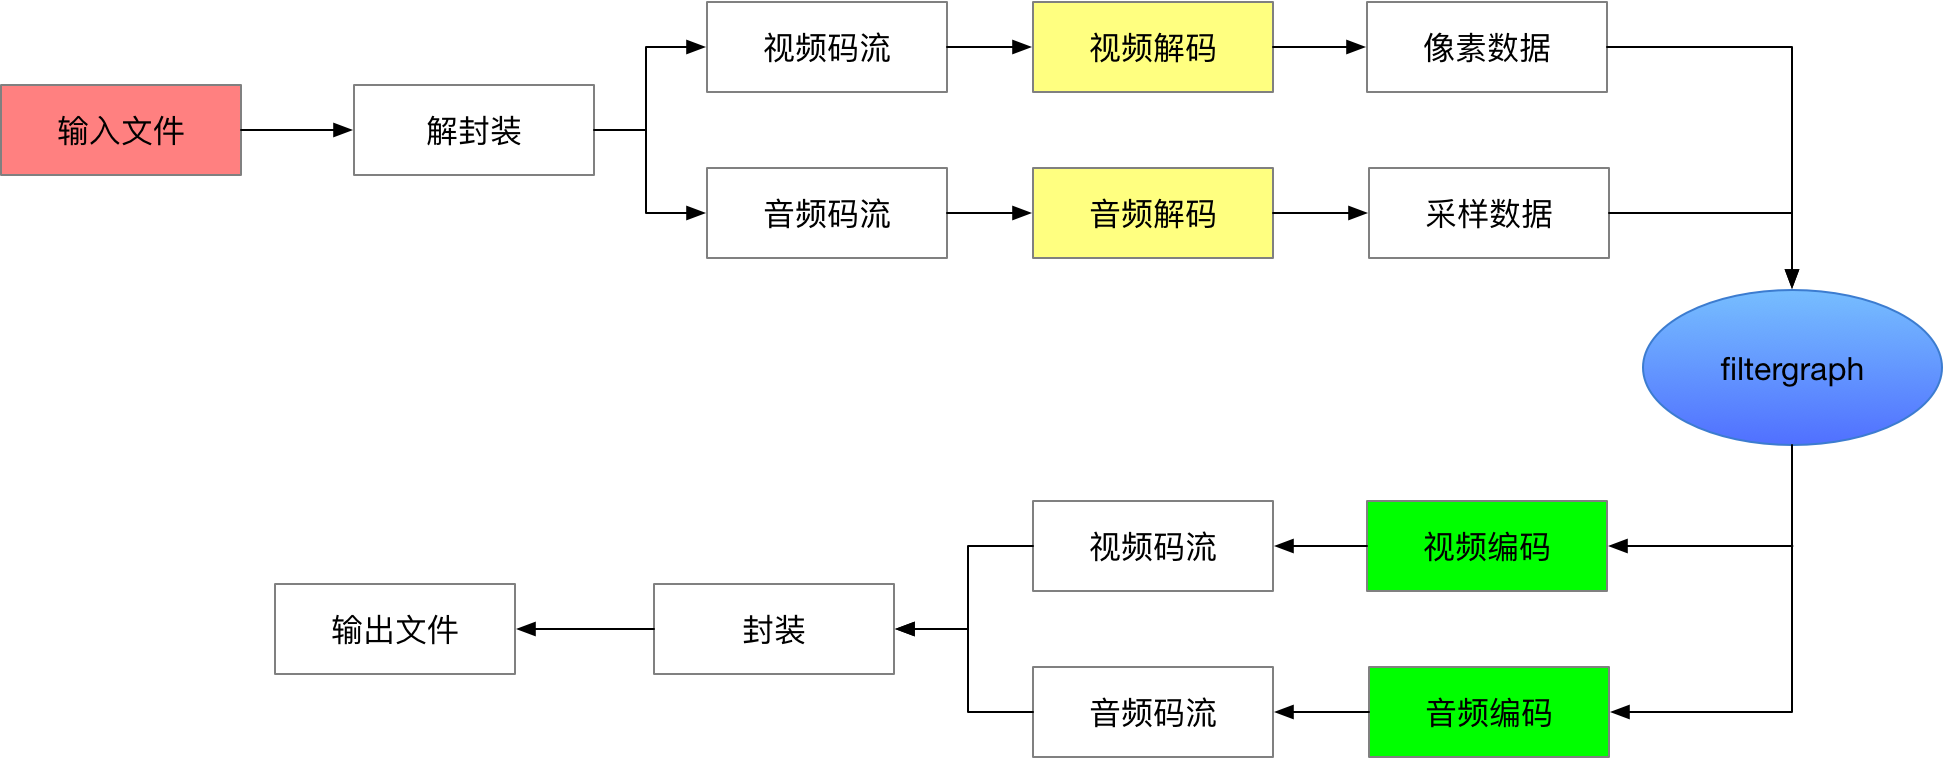 视频码流
视频解码
像素数据
输入文件
解封装
音频码流
音频解码
采样数据
filtergraph
视频码流
视频编码
输出文件
封装
音频码流
音频编码